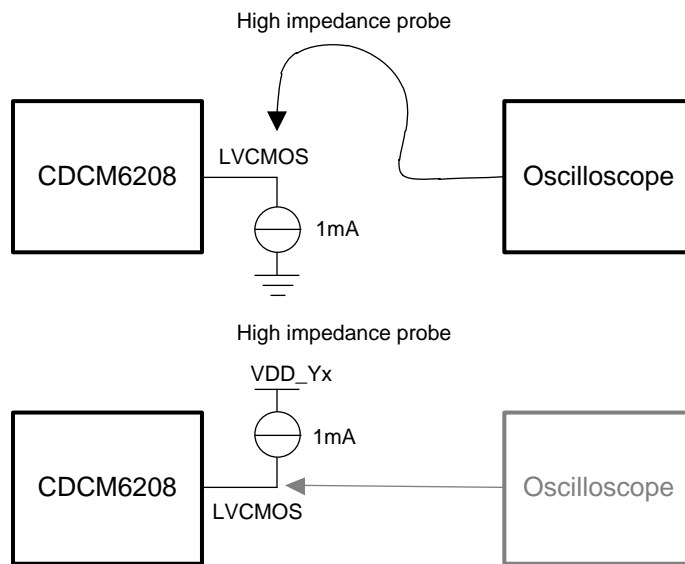 High impedance probe
CDCM6208
LVCMOS
Oscilloscope
1mA
High impedance probe
VDD_Yx
1mA
CDCM6208
Oscilloscope
LVCMOS